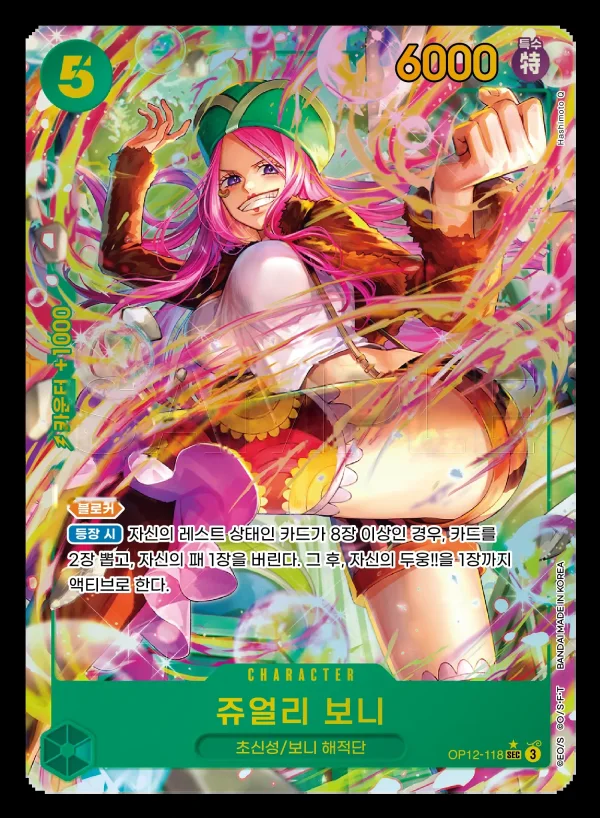 5
6000
특수
特
Hashimoto Q
카운터 +1000
SAMPLE
블로커
등장 시 자신의 레스트 상태인 카드가 8장 이상인 경우, 카드를
2장 뽑고, 자신의 패 1장을 버린다. 그 후, 자신의 두웅!!을 1장까지
액티브로 한다.
BANDAI MADE IN KOREA
©E.O/S ©O/S·F·T
CHARACTER
쥬얼리 보니
초신성/보니 해적단
OP12-118 SEC 3